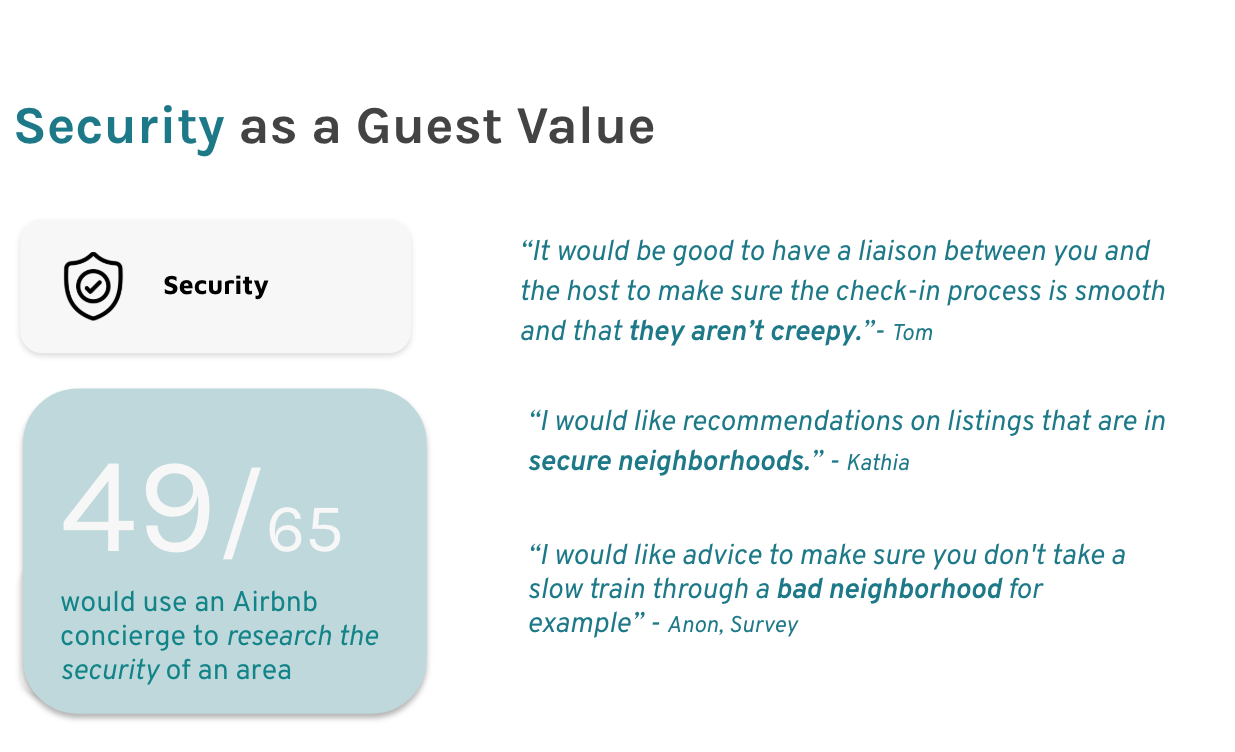 Security as a Guest Value
Security
49/65
would use an Airbnb
concierge to research the
security of an area
“It would be good to have a liaison between you and
the host to make sure the check-in process is smooth
and that they aren’t creepy.”- Tom
“I would like recommendations on listings that are in
secure neighborhoods.” - Kathia
“I would like advice to make sure you don't take a
slow train through a bad neighborhood for
example” - Anon, Survey